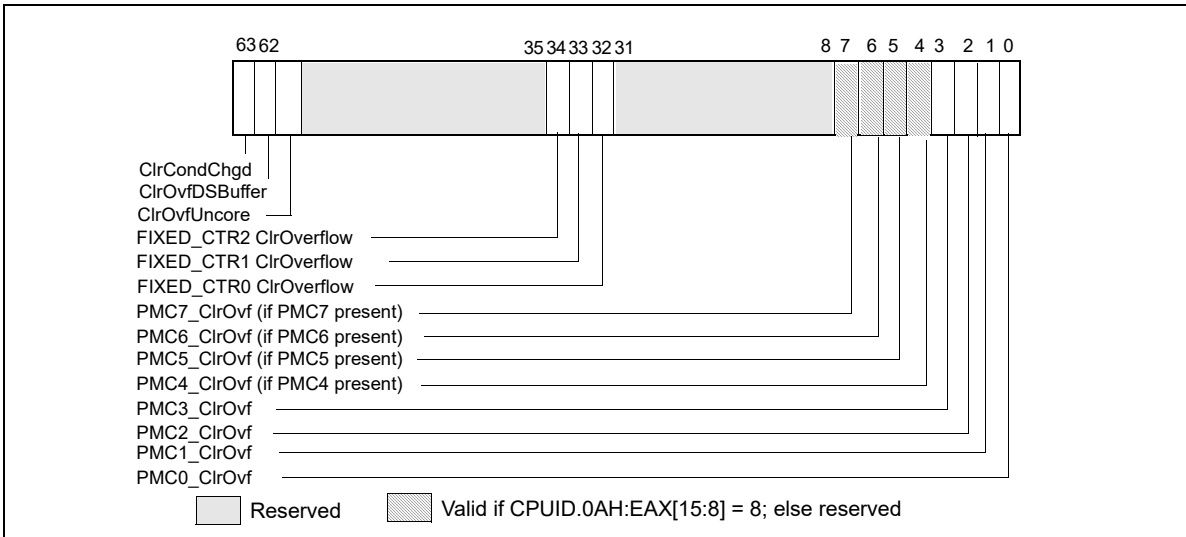 6362 35 34 33 32 31 8 7 6 5 4 3 2 1 0
ClrCondChgd
ClrOvfDSBuffer
ClrOvfUncore
FIXED_CTR2 ClrOverflow
FIXED_CTR1 ClrOverflow
FIXED_CTR0 ClrOverflow
PMC7_ClrOvf (if PMC7 present)
PMC6_ClrOvf (if PMC6 present)
PMC5_ClrOvf (if PMC5 present)
PMC4_ClrOvf (if PMC4 present)
PMC3_ClrOvf
PMC2_ClrOvf
PMC1_ClrOvf
PMC0_ClrOvf
Reserved Valid if CPUID.0AH:EAX[15:8] = 8; else reserved